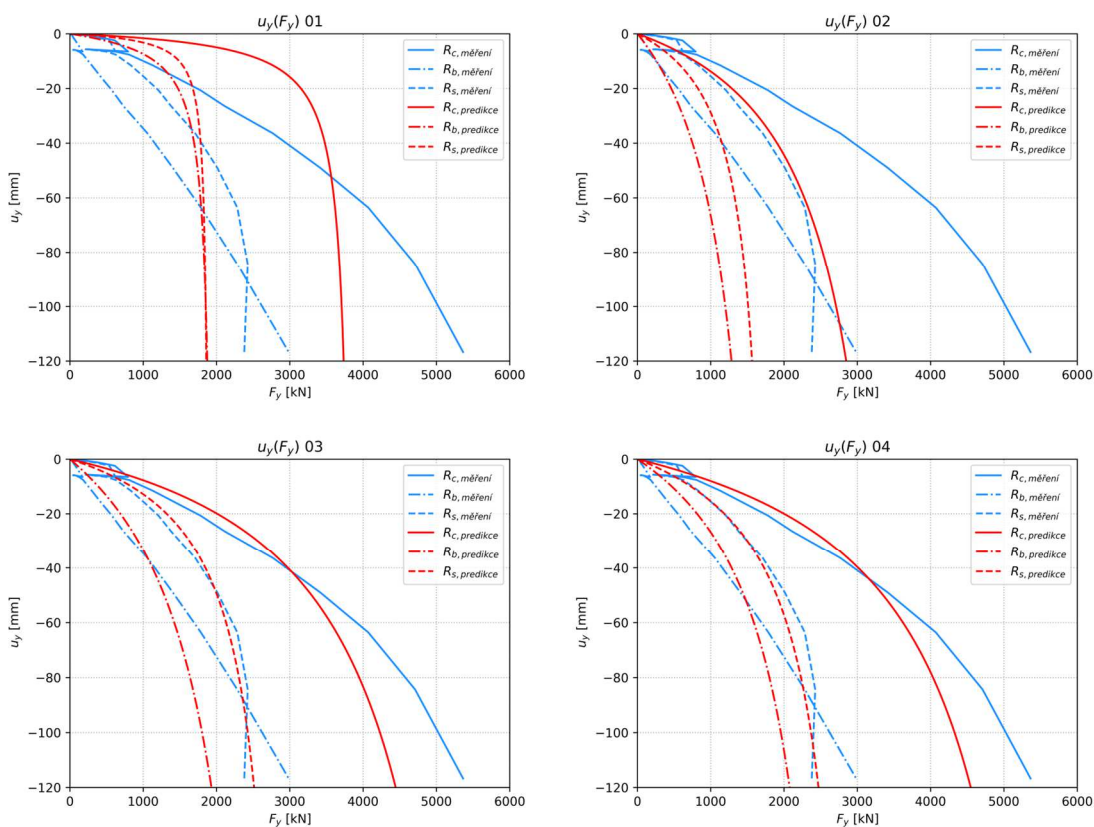 u_y(F_y) 01
0
−20
−40
−60
−80
−100
−120
u_y [mm]
0 1000 2000 3000 4000 5000 6000
F_y [kN]
R_c,měření
R_b,měření
R_s,měření
R_c,predikce
R_b,predikce
R_s,predikce
u_y(F_y) 02
0
−20
−40
−60
−80
−100
−120
u_y [mm]
0 1000 2000 3000 4000 5000 6000
F_y [kN]
R_c,měření
R_b,měření
R_s,měření
R_c,predikce
R_b,predikce
R_s,predikce
u_y(F_y) 03
0
−20
−40
−60
−80
−100
−120
u_y [mm]
0 1000 2000 3000 4000 5000 6000
F_y [kN]
R_c,měření
R_b,měření
R_s,měření
R_c,predikce
R_b,predikce
R_s,predikce
u_y(F_y) 04
0
−20
−40
−60
−80
−100
−120
u_y [mm]
0 1000 2000 3000 4000 5000 6000
F_y [kN]
R_c,měření
R_b,měření
R_s,měření
R_c,predikce
R_b,predikce
R_s,predikce